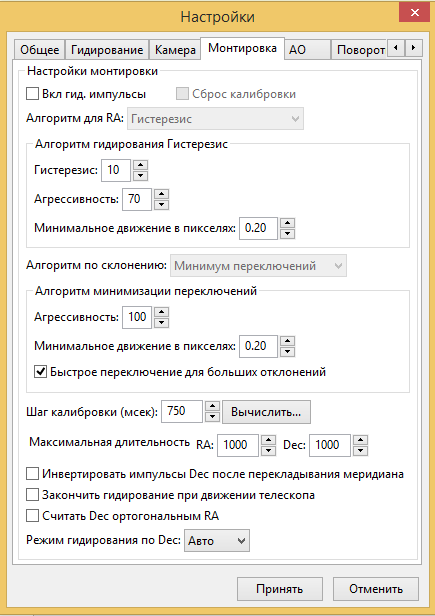 Настройки
Общее Гидирование Камера Монтировка AO Поворот
Настройки монтировки
Вкл гид. импульсы Сброс калибровки
Алгоритм для RA: Гистерезис
Алгоритм гидирования Гистерезис
Гистерезис: 10
Агрессивность: 70
Минимальное движение в пикселях: 0.20
Алгоритм по склонению: Минимум переключений
Алгоритм минимизации переключений
Агрессивность: 100
Минимальное движение в пикселях: 0.20
Быстрое переключение для больших отклонений
Шаг калибровки (мсек): 750 Вычислить...
Максимальная длительность RA: 1000 Dec: 1000
Инвертировать импульсы Dec после перекладывания меридиана
Закончить гидирование при движении телескопа
Считать Dec ортогональным RA
Режим гидирования по Dec: Авто
Принять Отменить